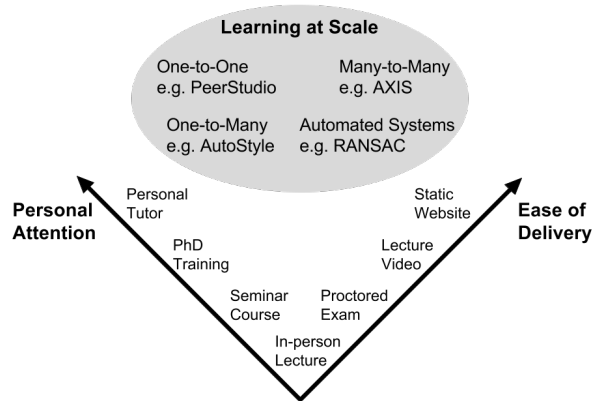 Learning at Scale
One-to-One
e.g. PeerStudio
Many-to-Many
e.g. AXIS
One-to-Many
e.g. AutoStyle
Automated Systems
e.g. RANSAC
Personal
Attention
Personal
Tutor
PhD
Training
Seminar
Course
In-person
Lecture
Proctored
Exam
Lecture
Video
Static
Website
Ease of
Delivery